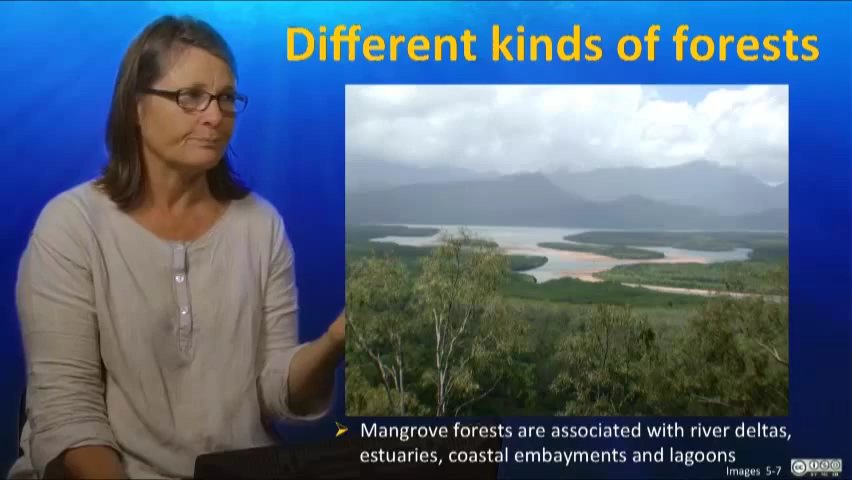 Different kinds of forests
Mangrove forests are associated with river deltas,
estuaries, coastal embayments and lagoons
Images 5-7